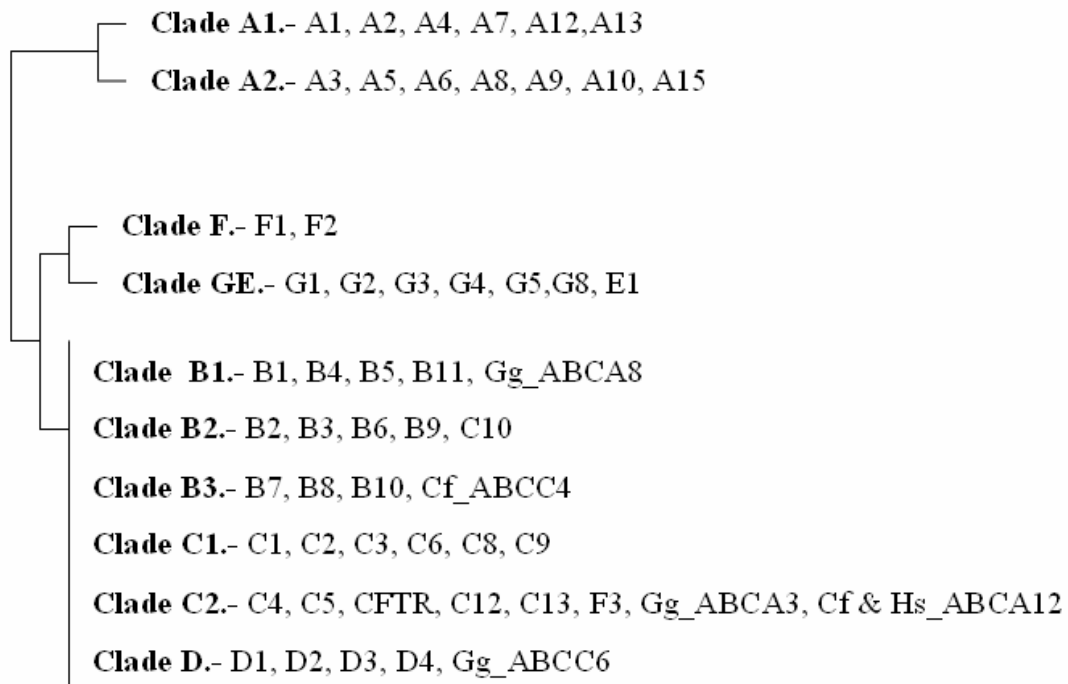 Clade A1.- A1, A2, A4, A7, A12,A13
Clade A2.- A3, A5, A6, A8, A9, A10, A15
Clade F.- F1, F2
Clade GE.- G1, G2, G3, G4, G5,G8, E1
Clade B1.- B1, B4, B5, B11, Gg_ABCA8
Clade B2.- B2, B3, B6, B9, C10
Clade B3.- B7, B8, B10, Cf_ABCC4
Clade C1.- C1, C2, C3, C6, C8, C9
Clade C2.- C4, C5, CFTR, C12, C13, F3, Gg_ABCA3, Cf & Hs_ABCA12
Clade D.- D1, D2, D3, D4, Gg_ABCC6